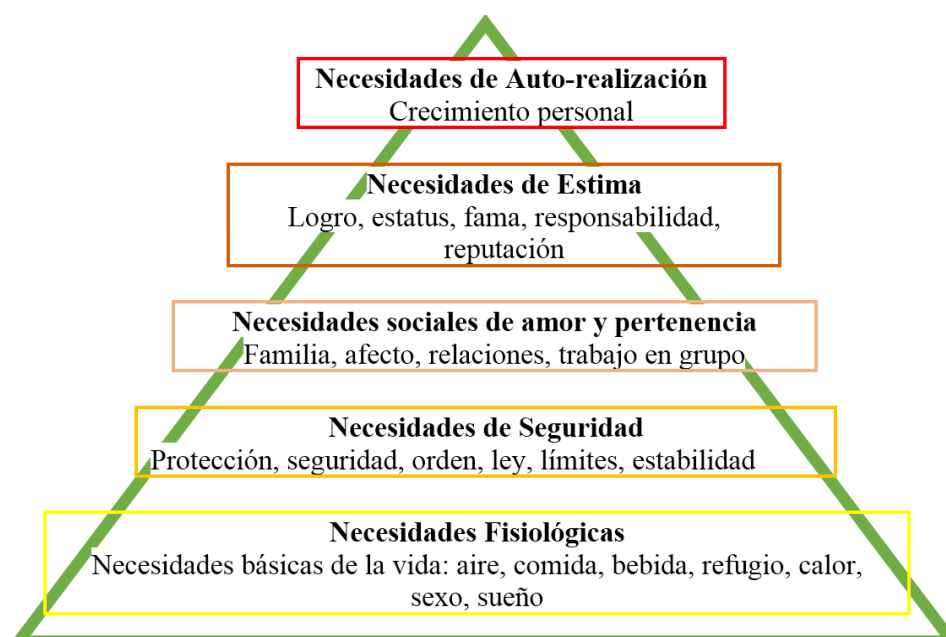 Necesidades de Auto-realización
Crecimiento personal
Necesidades de Estima
Logro, estatus, fama, responsabilidad,
reputación
Necesidades sociales de amor y pertenencia
Familia, afecto, relaciones, trabajo en grupo
Necesidades de Seguridad
Protección, seguridad, orden, ley, límites, estabilidad
Necesidades Fisiológicas
Necesidades básicas de la vida: aire, comida, bebida, refugio, calor,
sexo, sueño